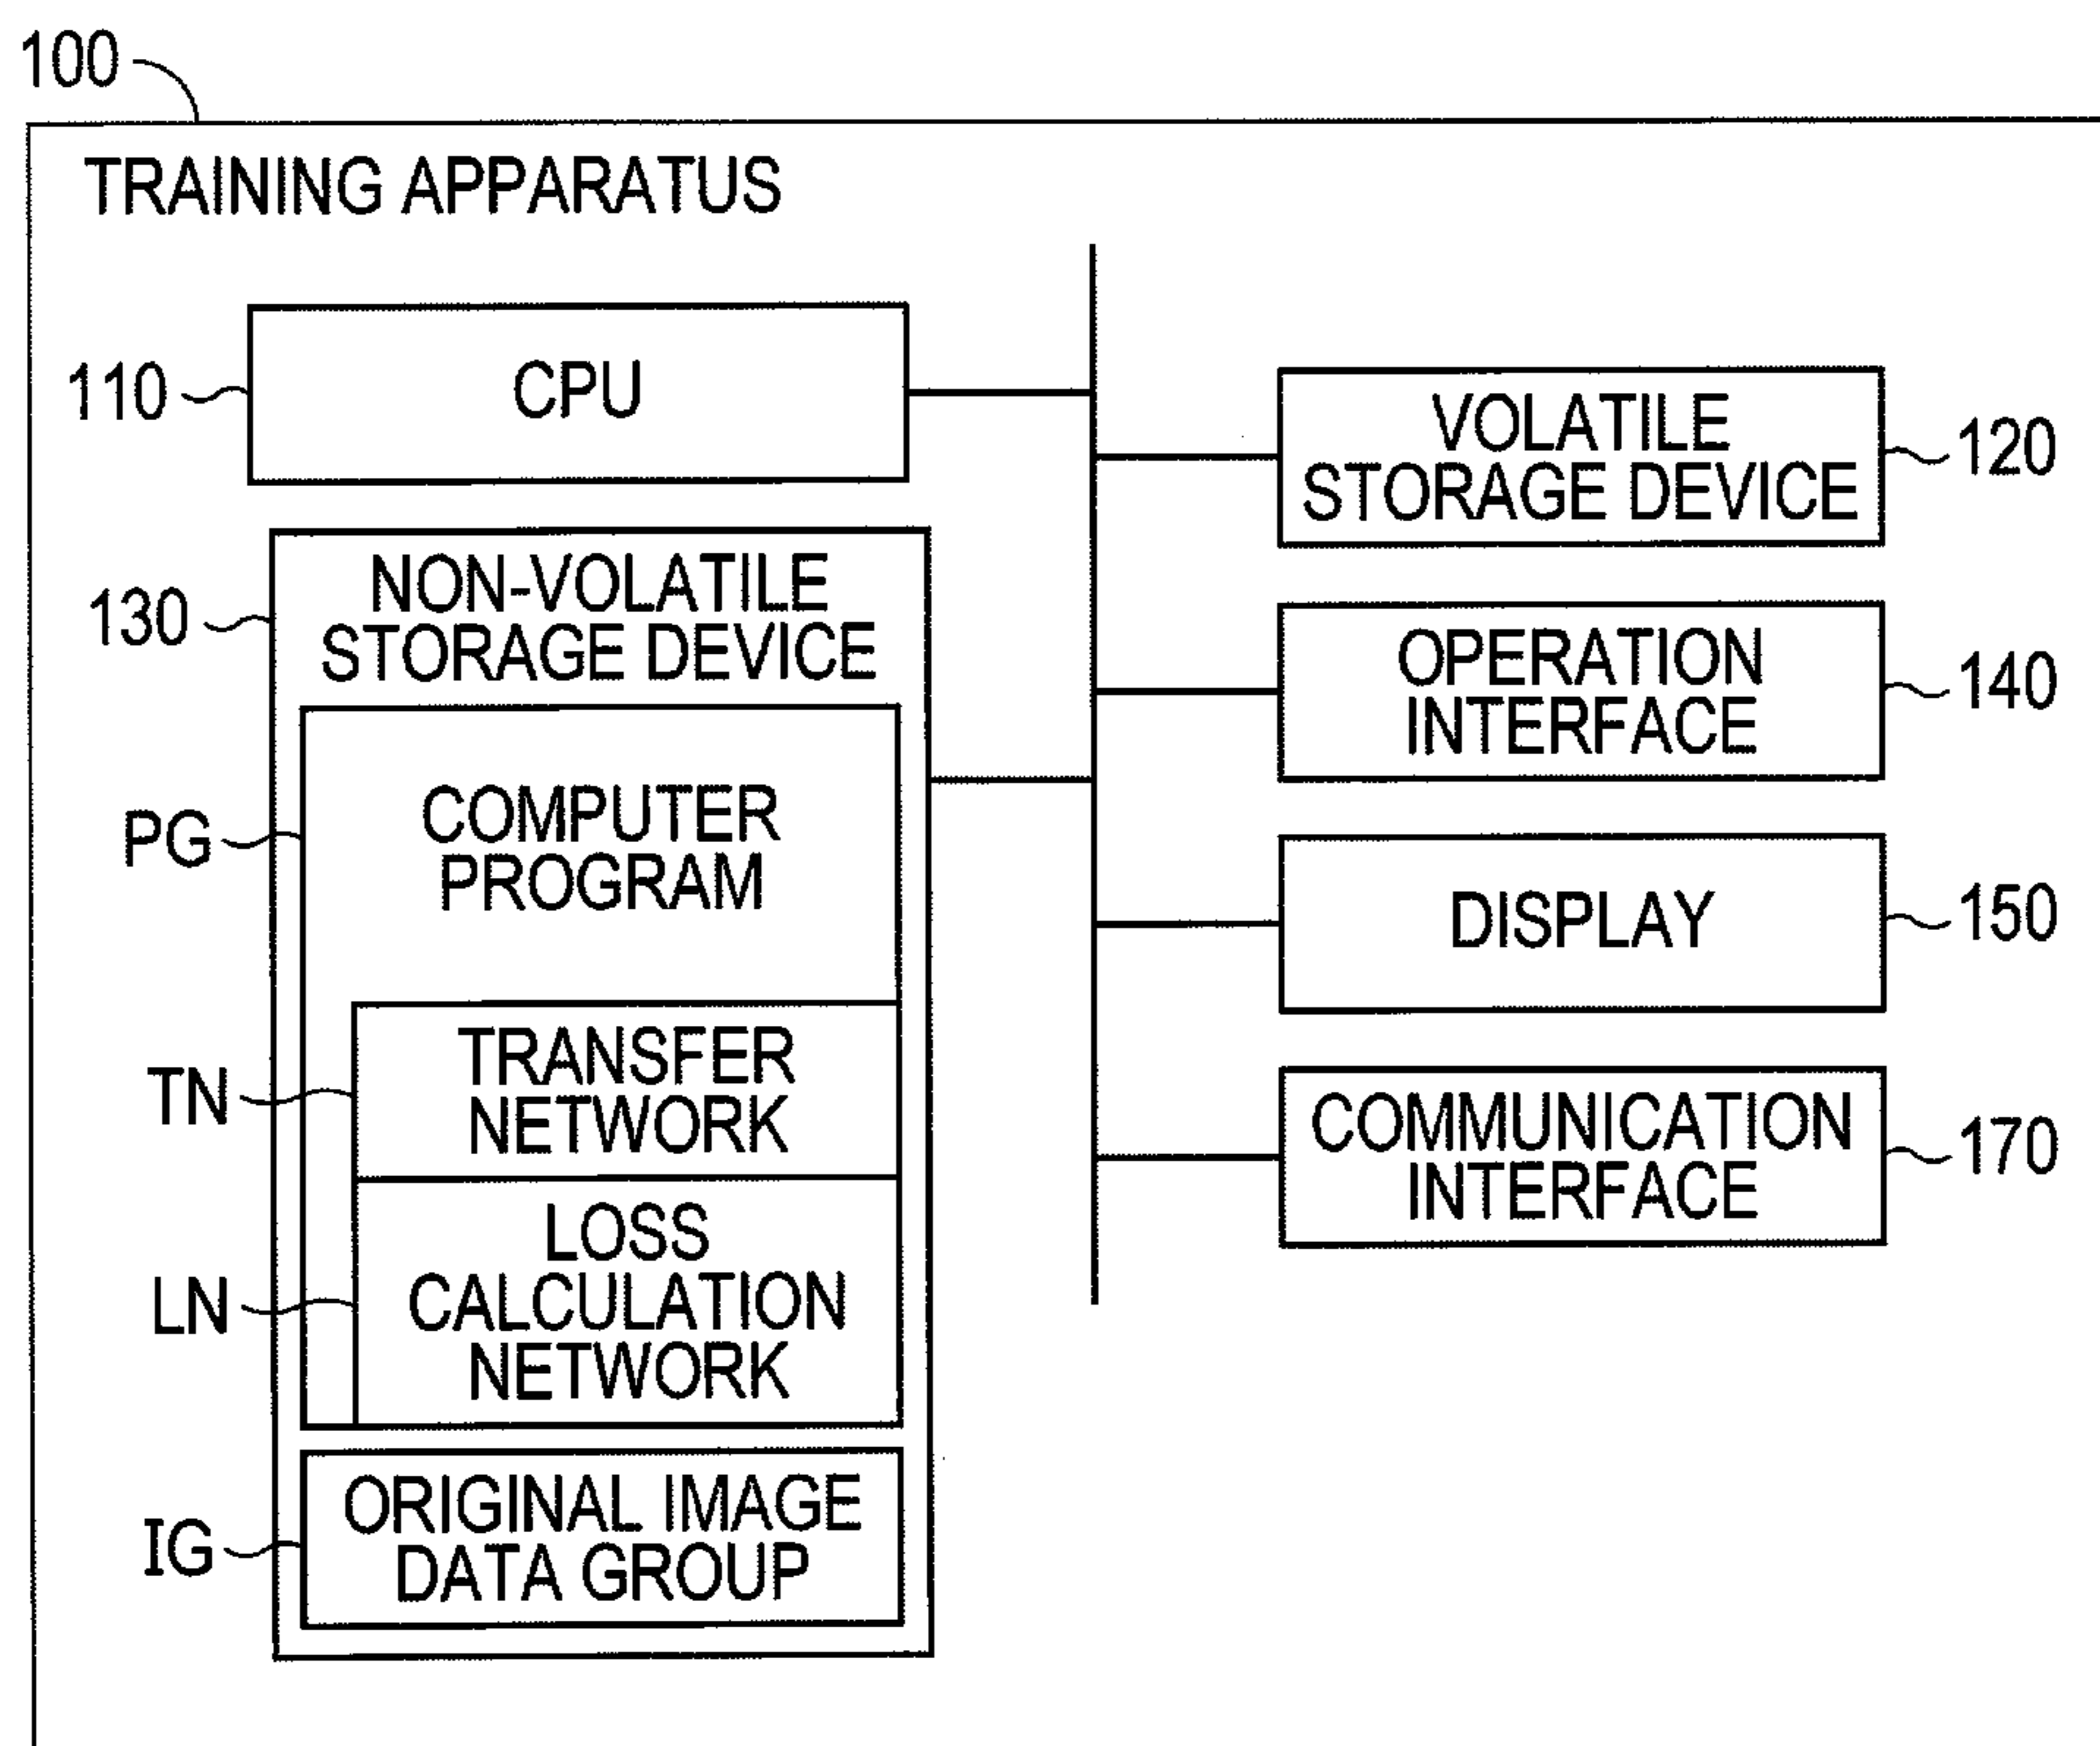 100
TRAINING APPARATUS
110
CPU
130
NON-VOLATILE
STORAGE DEVICE
PG
COMPUTER
PROGRAM
TN
TRANSFER
NETWORK
LN
LOSS
CALCULATION
NETWORK
IG
ORIGINAL IMAGE
DATA GROUP
VOLATILE
STORAGE DEVICE
120
OPERATION
INTERFACE
140
DISPLAY
150
COMMUNICATION
INTERFACE
170